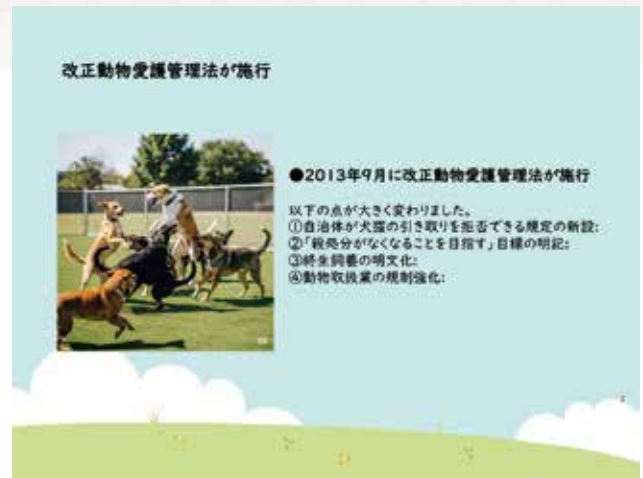 改正動物愛護管理法が施行
●2013年9月に改正動物愛護管理法が施行
以下の点が大きく変わりました。
①自治体が犬猫の引き取りを拒否できる規定の新設:
②「殺処分がなくなることを目指す」目標の明記:
③終生飼養の明文化:
④動物取扱業の規制強化: